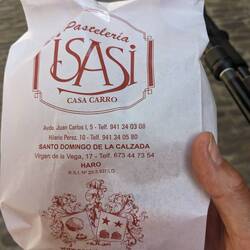 Pastelería
ISASI
CASA CARRO
Avda. Juan Carlos I, 5 - Telf. 941 34 03 08
Hilario Pérez, 10 - Telf. 941 34 05 80
SANTO DOMINGO DE LA CALZADA
Virgen de la Vega, 17 - Telf. 673 44 73 54
HARO